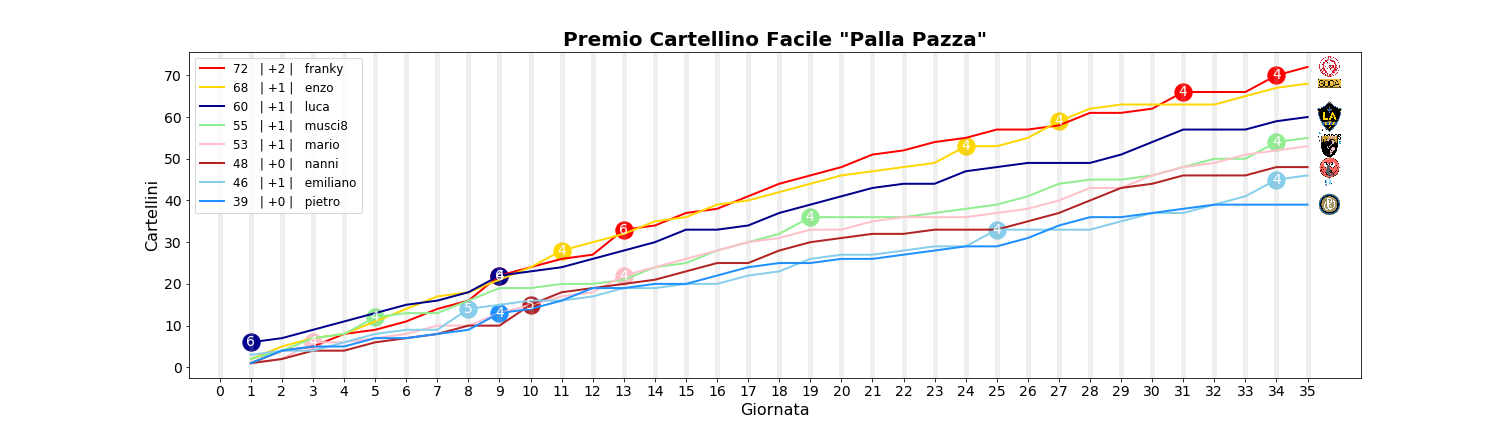 Premio Cartellino Facile "Palla Pazza"
72 | +2 | franky
68 | +1 | enzo
60 | +1 | luca
55 | +1 | musci8
53 | +1 | mario
48 | +0 | nanni
46 | +1 | emiliano
39 | +0 | pietro
Cartellini
70
60
50
40
30
20
10
0
6
4
4
5
4
5
4
6
4
4
4
4
4
4
4
4
4
LA
0 1 2 3 4 5 6 7 8 9 10 11 12 13 14 15 16 17 18 19 20 21 22 23 24 25 26 27 28 29 30 31 32 33 34 35
Giornata